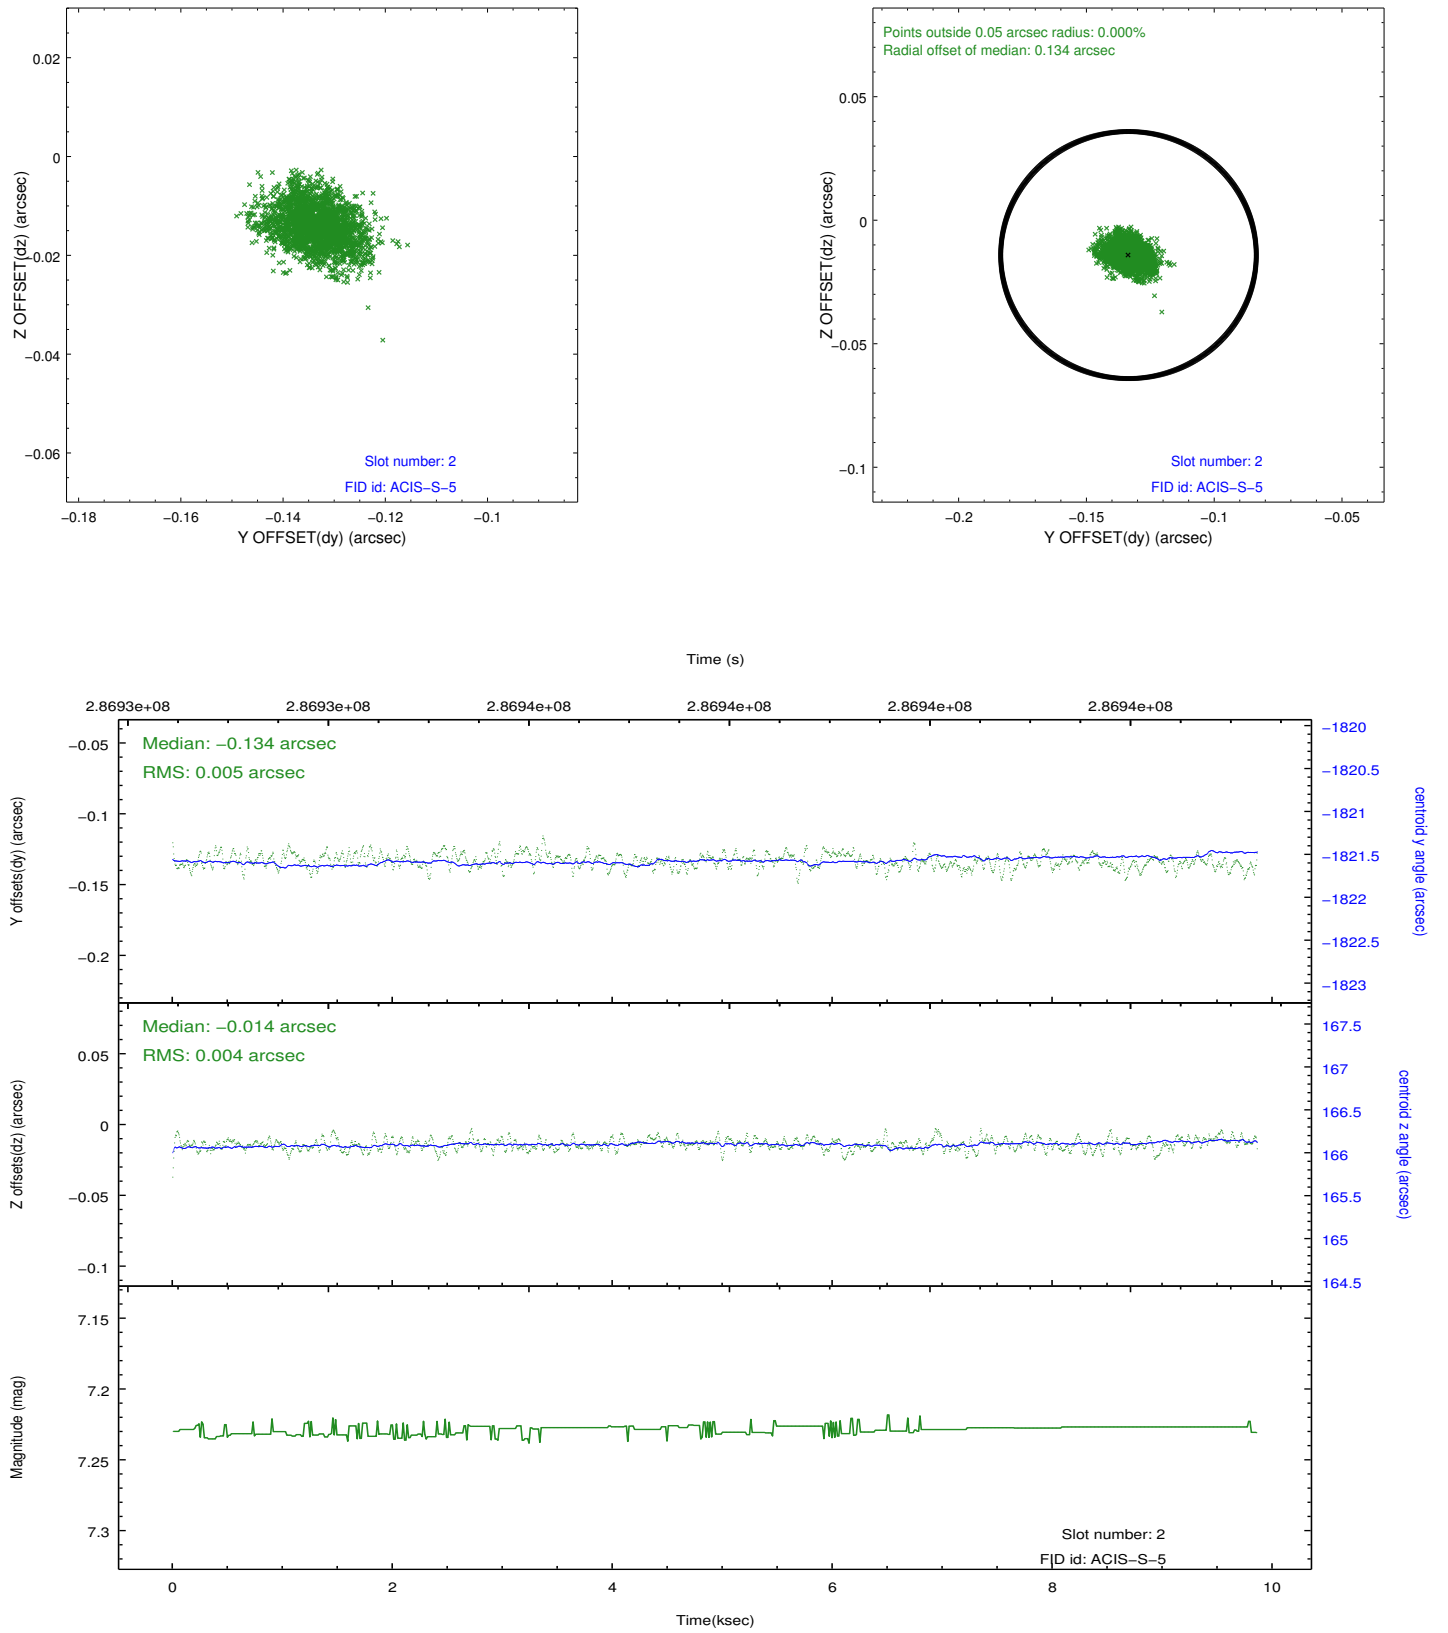 0.02
0
−0.02
−0.04
−0.06
Z OFFSET(dz) (arcsec)
Slot number: 2
FID id: ACIS−S−5
−0.18
−0.16
−0.14
−0.12
−0.1
Y OFFSET(dy) (arcsec)
Points outside 0.05 arcsec radius: 0.000%
Radial offset of median: 0.134 arcsec
0.05
0
−0.05
−0.1
Z OFFSET(dz) (arcsec)
Slot number: 2
FID id: ACIS−S−5
−0.2
−0.15
−0.1
−0.05
Y OFFSET(dy) (arcsec)
Time (s)
2.8693e+08
2.8693e+08
2.8694e+08
2.8694e+08
2.8694e+08
2.8694e+08
Median: −0.134 arcsec
RMS: 0.005 arcsec
−0.05
−0.1
−0.15
−0.2
Y offsets(dy) (arcsec)
−1820
−1820.5
−1821
−1821.5
−1822
−1822.5
−1823
centroid y angle (arcsec)
Median: −0.014 arcsec
RMS: 0.004 arcsec
0.05
0
−0.05
−0.1
Z offsets(dz) (arcsec)
167.5
167
166.5
166
165.5
165
164.5
centroid z angle (arcsec)
7.15
7.2
7.25
7.3
Magnitude (mag)
Slot number: 2
FID id: ACIS−S−5
0
2
4
6
8
10
Time(ksec)